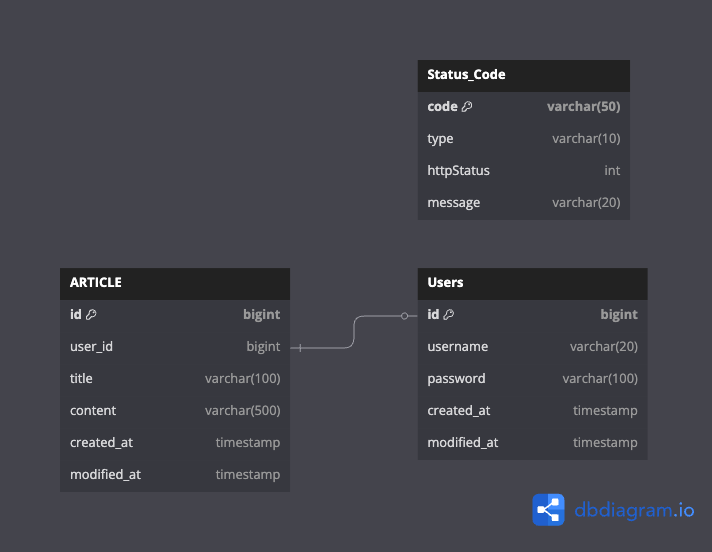 Status_Code
code varchar(50)
type varchar(10)
httpStatus int
message varchar(20)
ARTICLE
id bigint
user_id bigint
title varchar(100)
content varchar(500)
created_at timestamp
modified_at timestamp
Users
id bigint
username varchar(20)
password varchar(100)
created_at timestamp
modified_at timestamp
dbdiagram.io